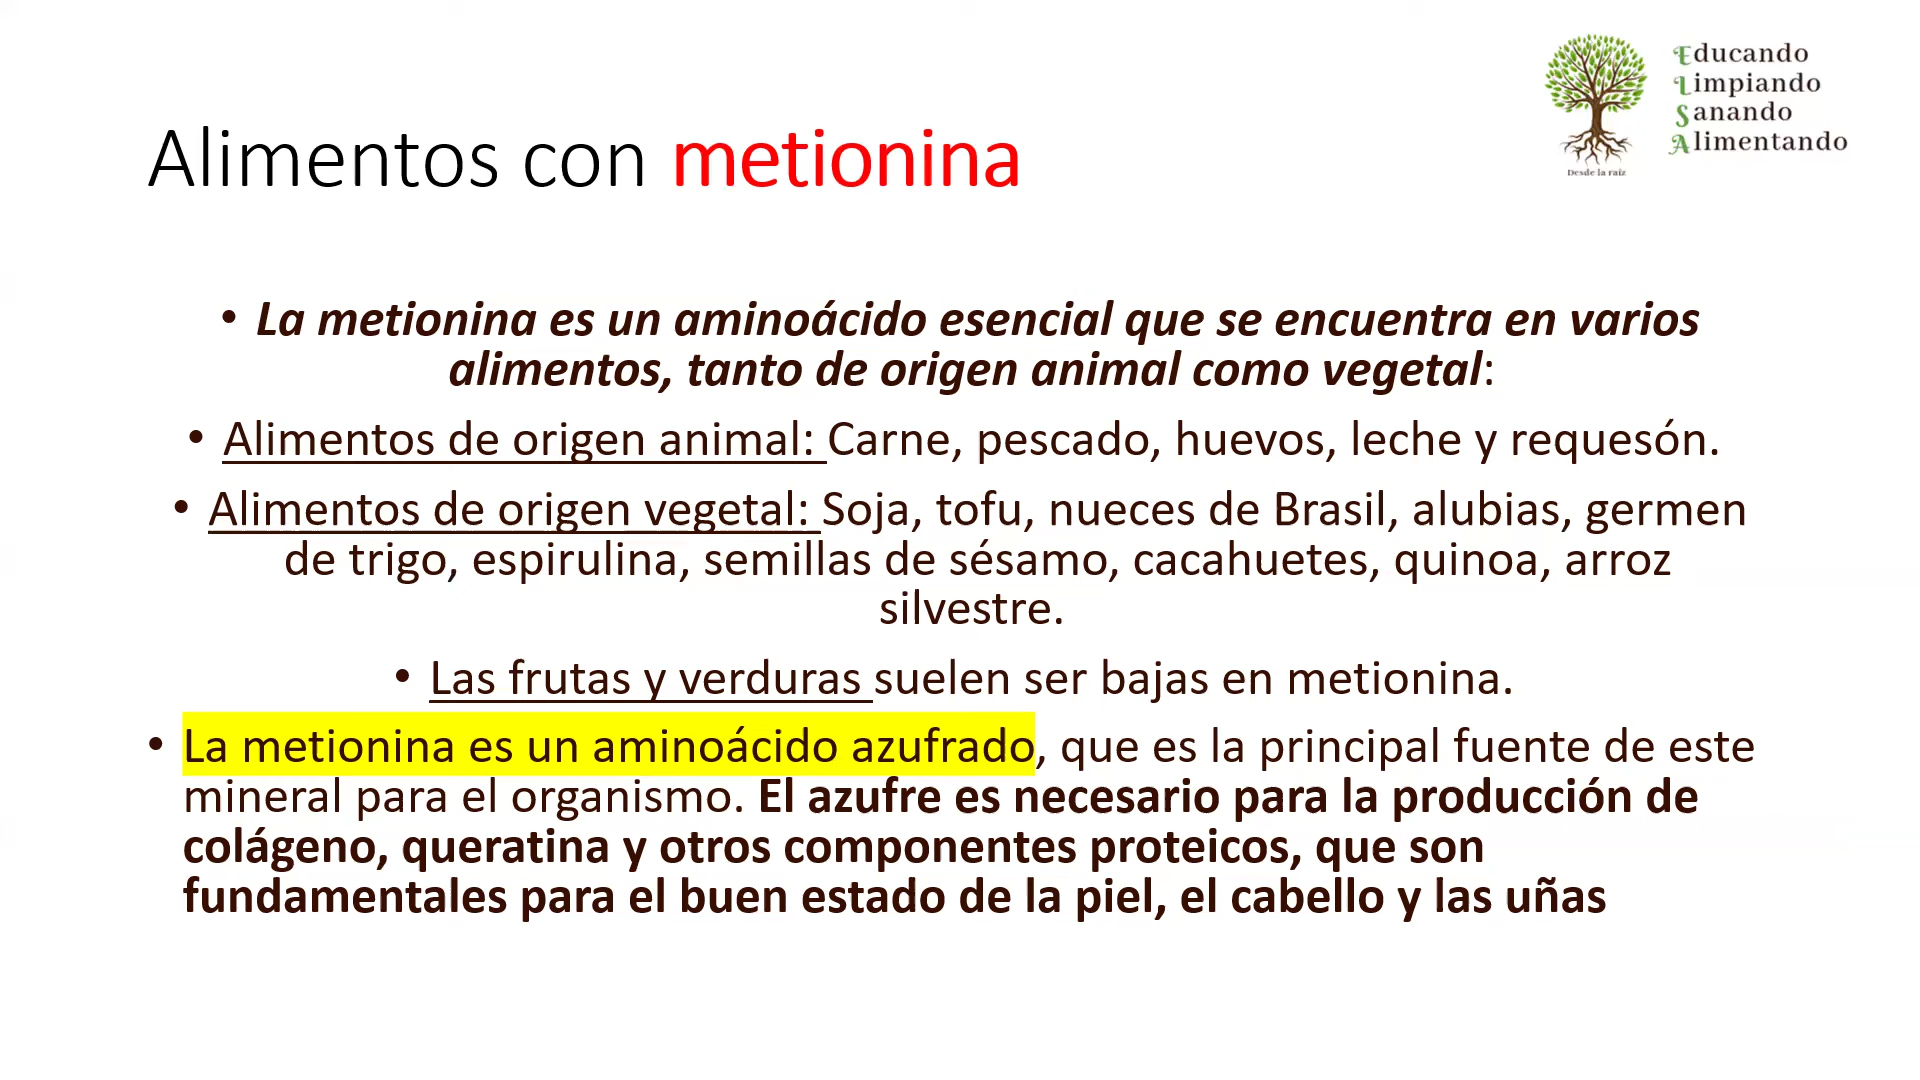 Educando
Limpiando
Sanando
Alimentando
Desde la raíz
Alimentos con metionina
• La metionina es un aminoácido esencial que se encuentra en varios
alimentos, tanto de origen animal como vegetal:
• Alimentos de origen animal: Carne, pescado, huevos, leche y requesón.
• Alimentos de origen vegetal: Soja, tofu, nueces de Brasil, alubias, germen
de trigo, espirulina, semillas de sésamo, cacahuetes, quinoa, arroz
silvestre.
• Las frutas y verduras suelen ser bajas en metionina.
• La metionina es un aminoácido azufrado, que es la principal fuente de este
mineral para el organismo. El azufre es necesario para la producción de
colágeno, queratina y otros componentes proteicos, que son
fundamentales para el buen estado de la piel, el cabello y las uñas